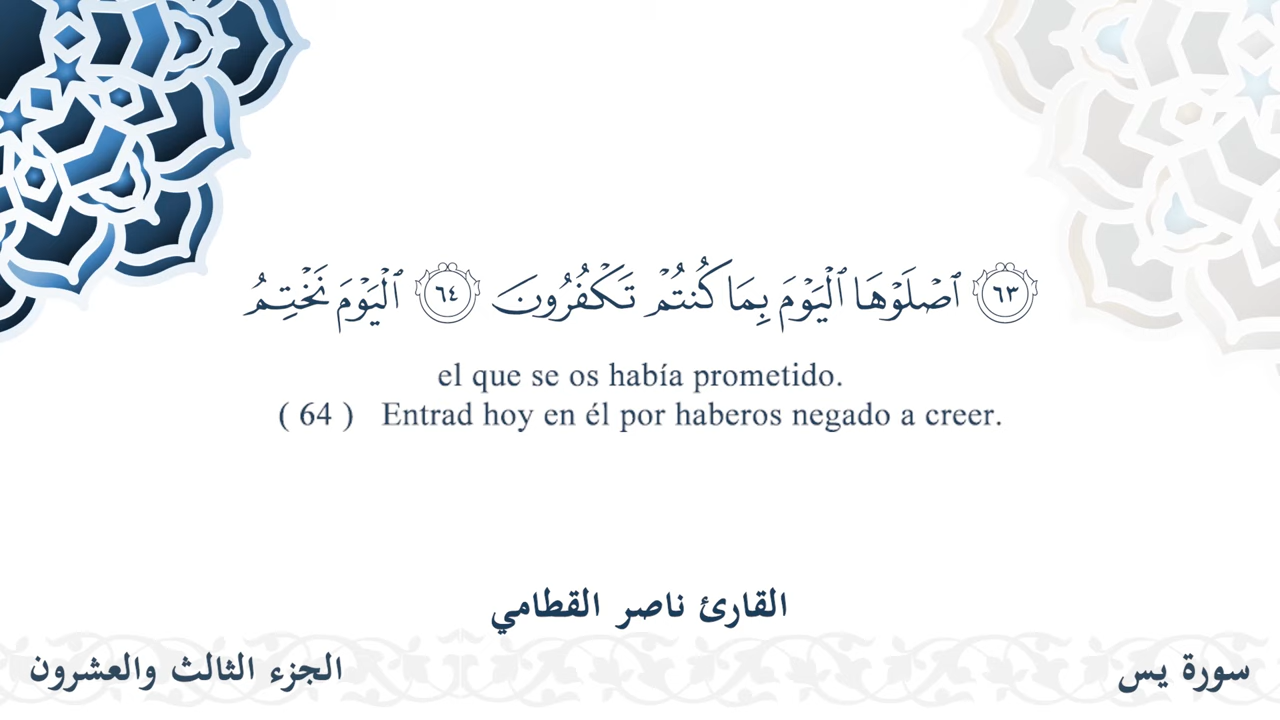 ٦٣ ٱصۡلَوۡهَا ٱلۡيَوۡمَ بِمَا كُنتُمۡ تَكۡفُرُونَ ٦٤ ٱلۡيَوۡمَ نَخۡتِمُ
el que se os había prometido.
( 64 ) Entrad hoy en él por haberos negado a creer.
القارئ ناصر القطامي
سورة يس
الجزء الثالث والعشرون